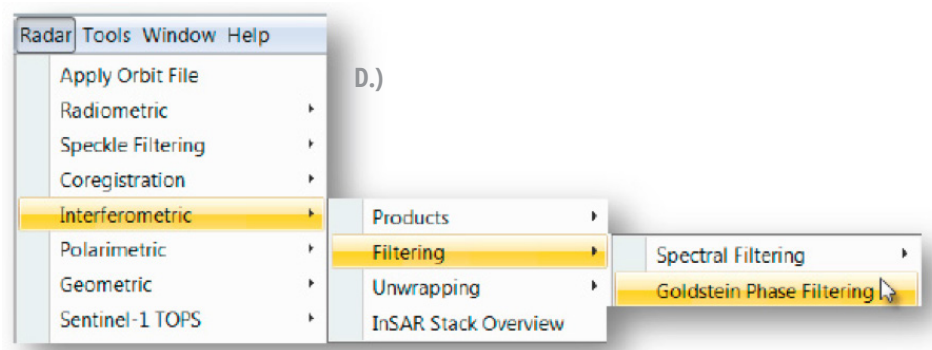 Radar Tools Window Help
D.)
Apply Orbit File
Radiometric
Speckle Filtering
Coregistration
Interferometric
Polarimetric
Geometric
Sentinel-1 TOPS
Products
Filtering
Unwrapping
InSAR Stack Overview
Spectral Filtering
Goldstein Phase Filtering